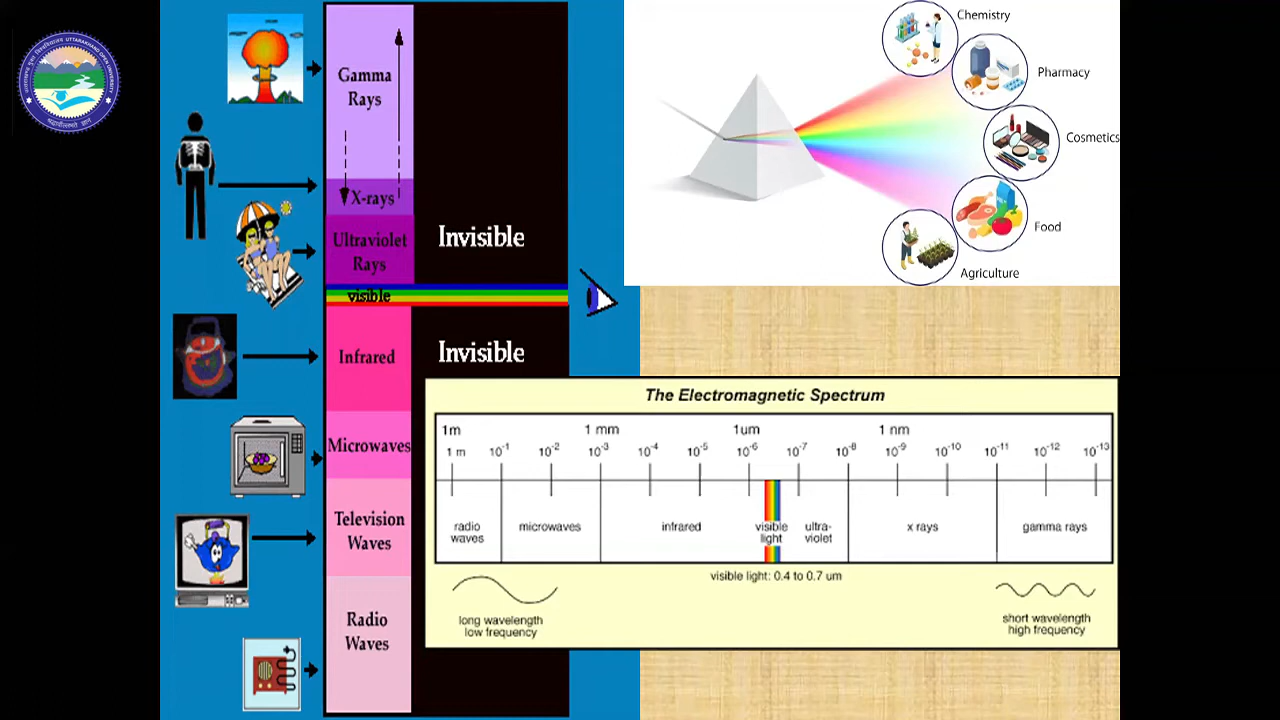 Gamma
Rays
X-rays
Ultraviolet
Rays
Invisible
visible
Infrared
Invisible
Microwaves
Television
Waves
Radio
Waves
Chemistry
Pharmacy
Cosmetics
Food
Agriculture
The Electromagnetic Spectrum
1m 1 mm 1um 1 nm
1 m 10⁻¹ 10⁻² 10⁻³ 10⁻⁴ 10⁻⁵ 10⁻⁶ 10⁻⁷ 10⁻⁸ 10⁻⁹ 10⁻¹⁰ 10⁻¹¹ 10⁻¹² 10⁻¹³
radio
waves
microwaves
infrared
visible
light
ultra-
violet
x rays
gamma rays
visible light: 0.4 to 0.7 um
long wavelength
low frequency
short wavelength
high frequency
UTTARAKHAND OPEN UNIVERSITY